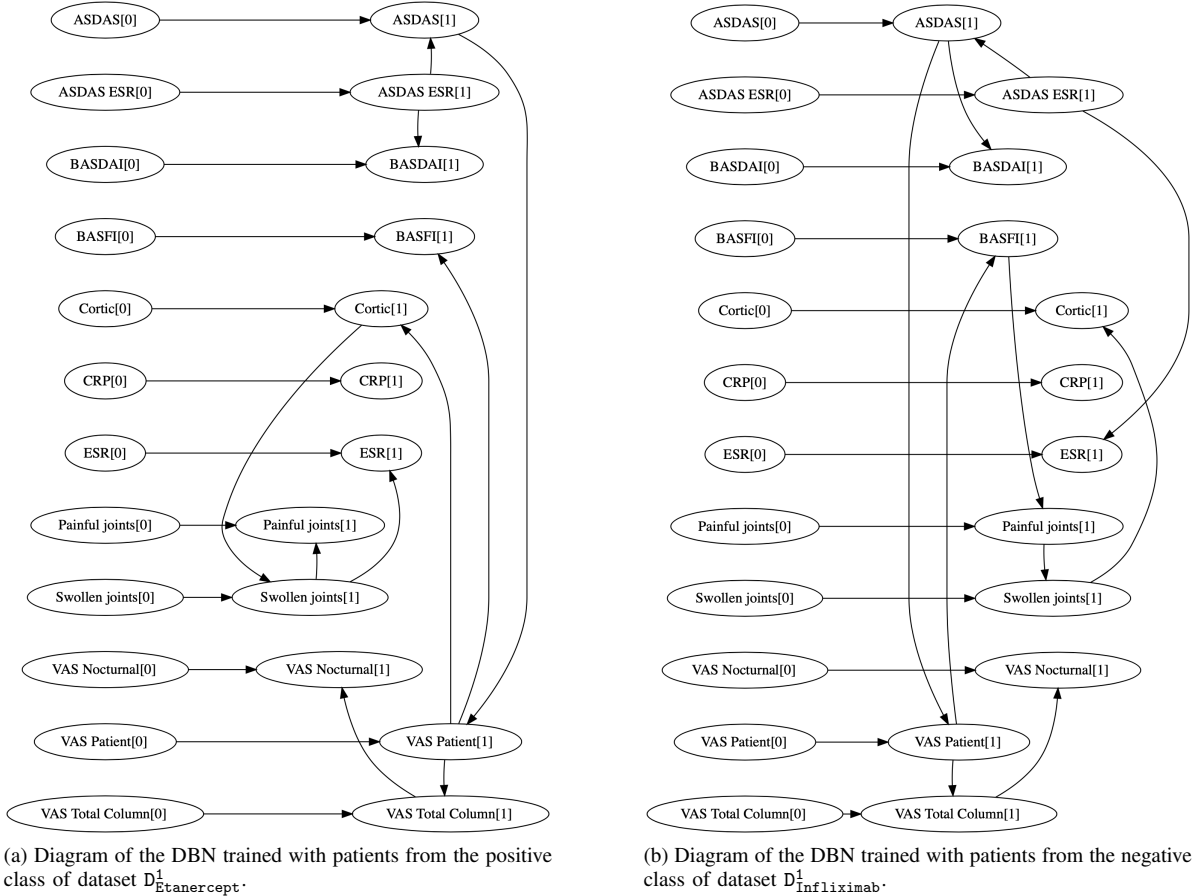 ASDAS[0]
ASDAS[1]
ASDAS ESR[0]
ASDAS ESR[1]
BASDAI[0]
BASDAI[1]
BASFI[0]
BASFI[1]
Cortic[0]
Cortic[1]
CRP[0]
CRP[1]
ESR[0]
ESR[1]
Painful joints[0]
Painful joints[1]
Swollen joints[0]
Swollen joints[1]
VAS Nocturnal[0]
VAS Nocturnal[1]
VAS Patient[0]
VAS Patient[1]
VAS Total Column[0]
VAS Total Column[1]
(a) Diagram of the DBN trained with patients from the positive
class of dataset D¹Etanercept.
ASDAS[0]
ASDAS[1]
ASDAS ESR[0]
ASDAS ESR[1]
BASDAI[0]
BASDAI[1]
BASFI[0]
BASFI[1]
Cortic[0]
Cortic[1]
CRP[0]
CRP[1]
ESR[0]
ESR[1]
Painful joints[0]
Painful joints[1]
Swollen joints[0]
Swollen joints[1]
VAS Nocturnal[0]
VAS Nocturnal[1]
VAS Patient[0]
VAS Patient[1]
VAS Total Column[0]
VAS Total Column[1]
(b) Diagram of the DBN trained with patients from the negative
class of dataset D¹Infliximab.